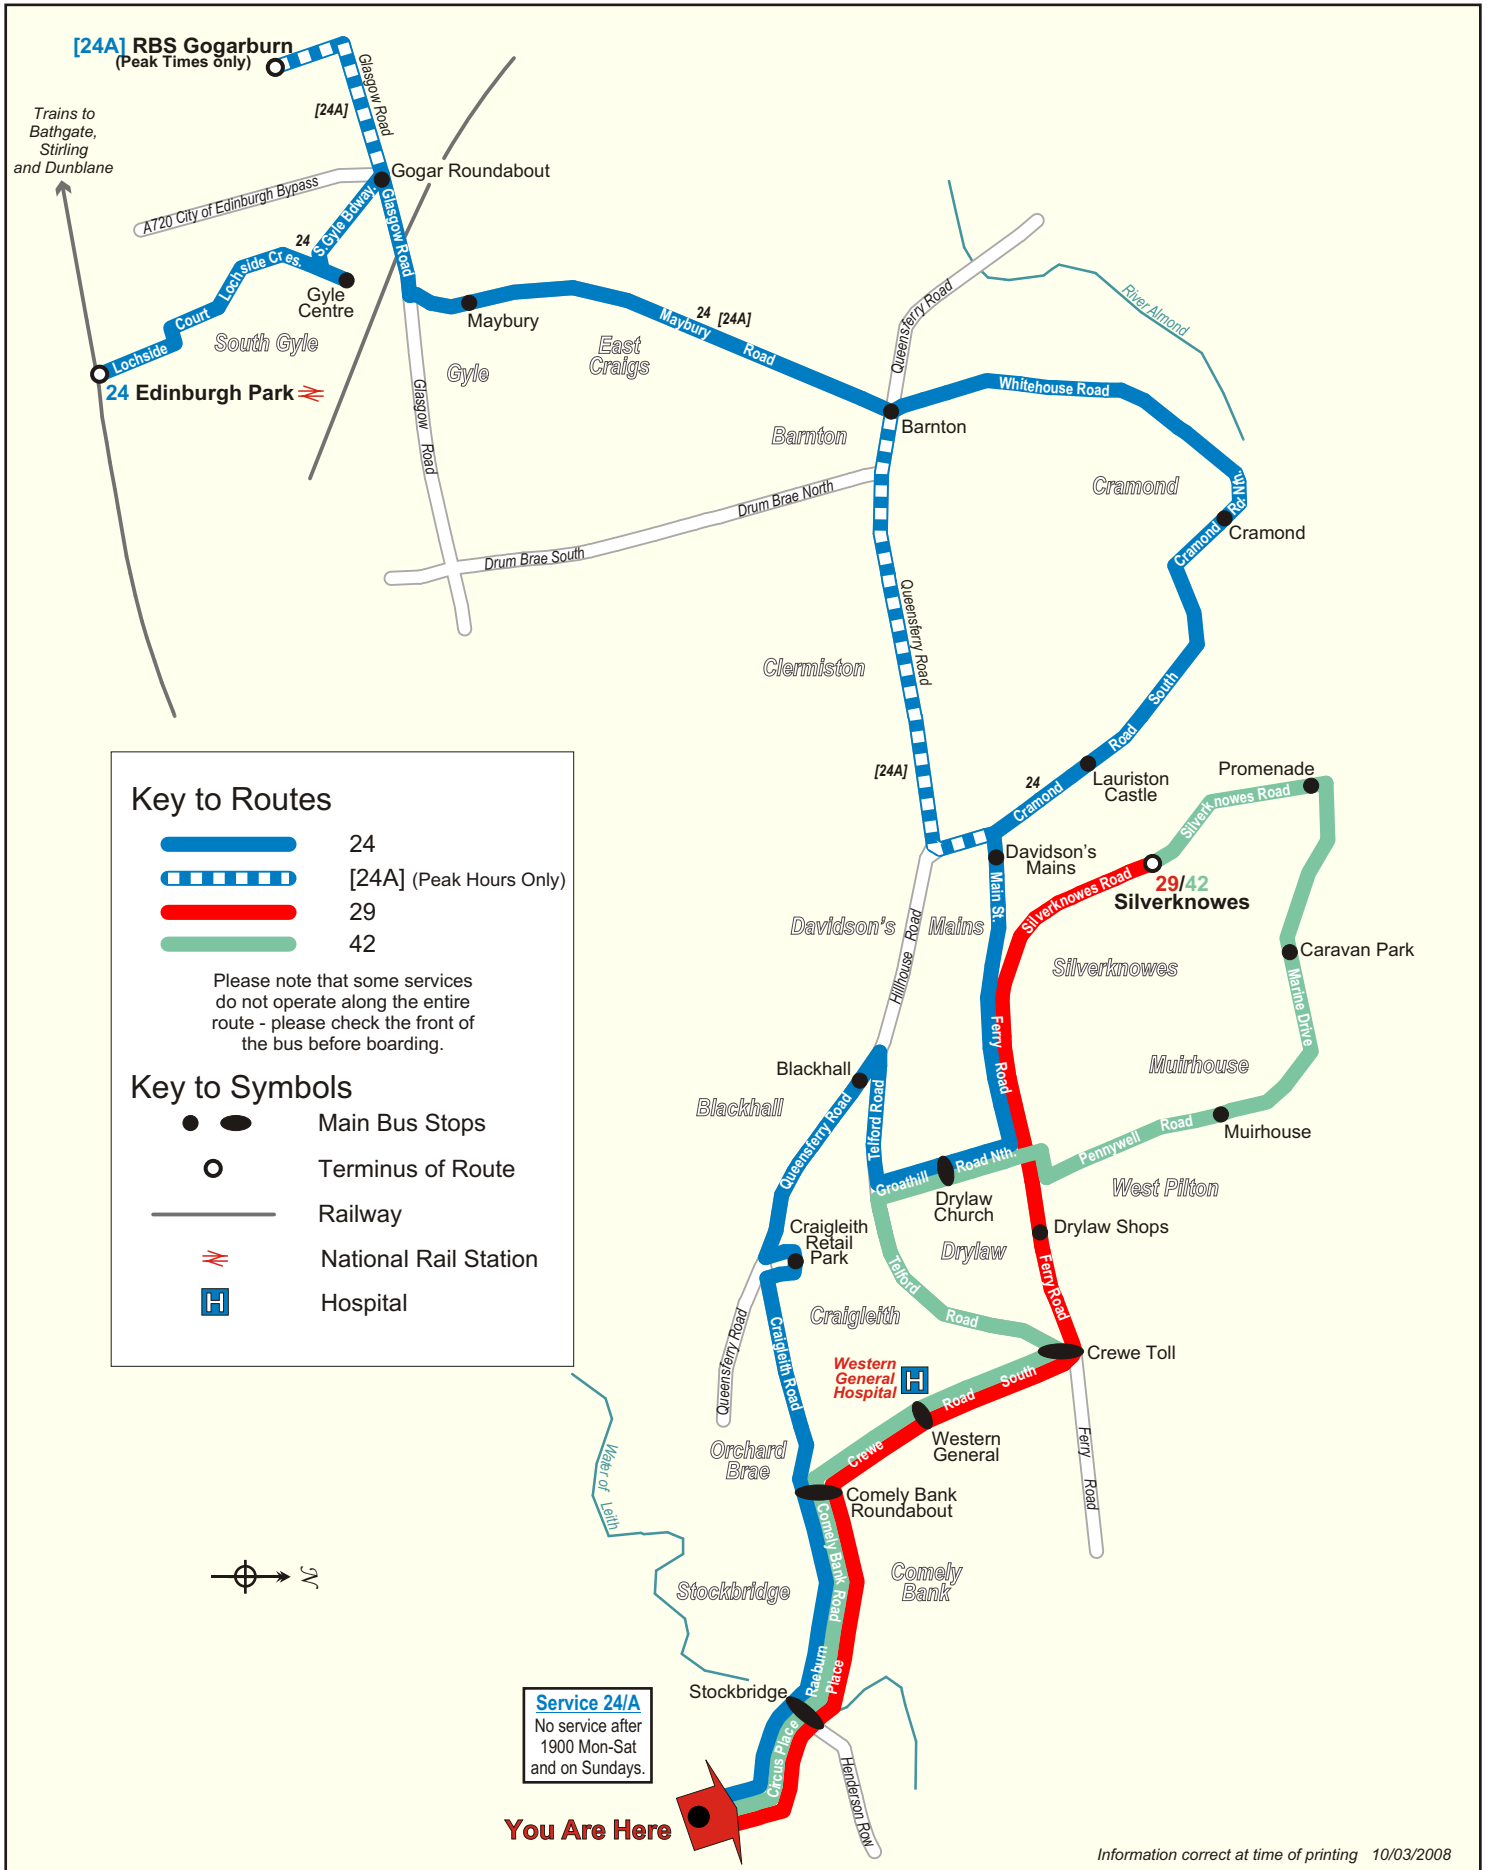 [24A] RBS Gogarburn
(Peak Times only)
Glasgow Road
[24A]
Trains to
Bathgate,
Stirling
and Dunblane
Gogar Roundabout
A720 City of Edinburgh Bypass
S.Gyle Bdway.
Glasgow Road
24
Lochside Cres.
Gyle
Centre
Maybury
Court
Lochside
South Gyle
24 Edinburgh Park
Gyle
East
Craigs
Maybury
Road
24 [24A]
Glasgow
Road
Queensferry Road
River Almond
Whitehouse Road
Barnton
Barnton
Cramond
Cramond Rd. Nth.
Cramond
Drum Brae North
Drum Brae South
Queensferry Road
Clermiston
[24A]
24
Cramond
Road
South
Lauriston
Castle
Promenade
Silverknowes Road
Davidson's
Mains
Main St.
Silverknowes Road
29/42
Silverknowes
Davidson's
Mains
Hillhouse
Road
Silverknowes
Caravan Park
Marine Drive
Ferry
Road
Muirhouse
Blackhall
Blackhall
Queensferry Road
Telford Road
Muirhouse
Pennywell
Road
Groathill
Road Nth.
Drylaw
Church
West Pilton
Craigleith
Retail
Park
Drylaw Shops
Drylaw
Telford
Road
Ferry Road
Craigleith
Queensferry Road
Craigleith Road
Crewe Toll
Western
General
Hospital
H
Crewe
Road
South
Western
General
Ferry
Road
Orchard
Brae
Comely Bank
Roundabout
Water of
Leith
Comely Bank Road
Comely
Bank
Stockbridge
Raeburn
Place
Stockbridge
Circus Place
Henderson Row
Key to Routes
24
[24A] (Peak Hours Only)
29
42
Please note that some services
do not operate along the entire
route - please check the front of
the bus before boarding.
Key to Symbols
Main Bus Stops
Terminus of Route
Railway
National Rail Station
H
Hospital
N
Service 24/A
No service after
1900 Mon-Sat
and on Sundays.
You Are Here
Information correct at time of printing 10/03/2008